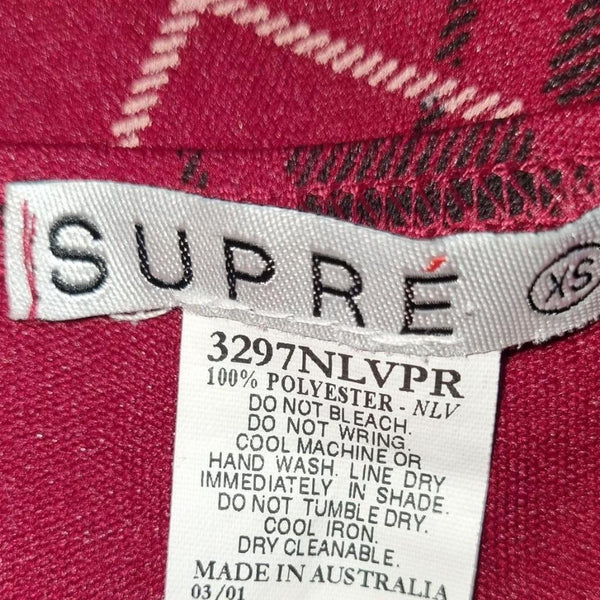 SUPRÉ XS
3297NLVPR
100% POLYESTER - NLV
DO NOT BLEACH.
DO NOT WRING.
COOL MACHINE OR
HAND WASH. LINE DRY
IMMEDIATELY IN SHADE.
DO NOT TUMBLE DRY.
COOL IRON.
DRY CLEANABLE.
MADE IN AUSTRALIA
03/01